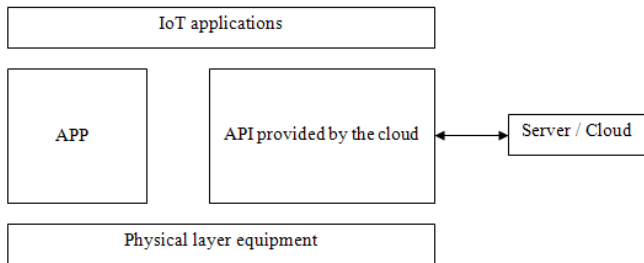 IoT applications
APP
API provided by the cloud
Server / Cloud
Physical layer equipment